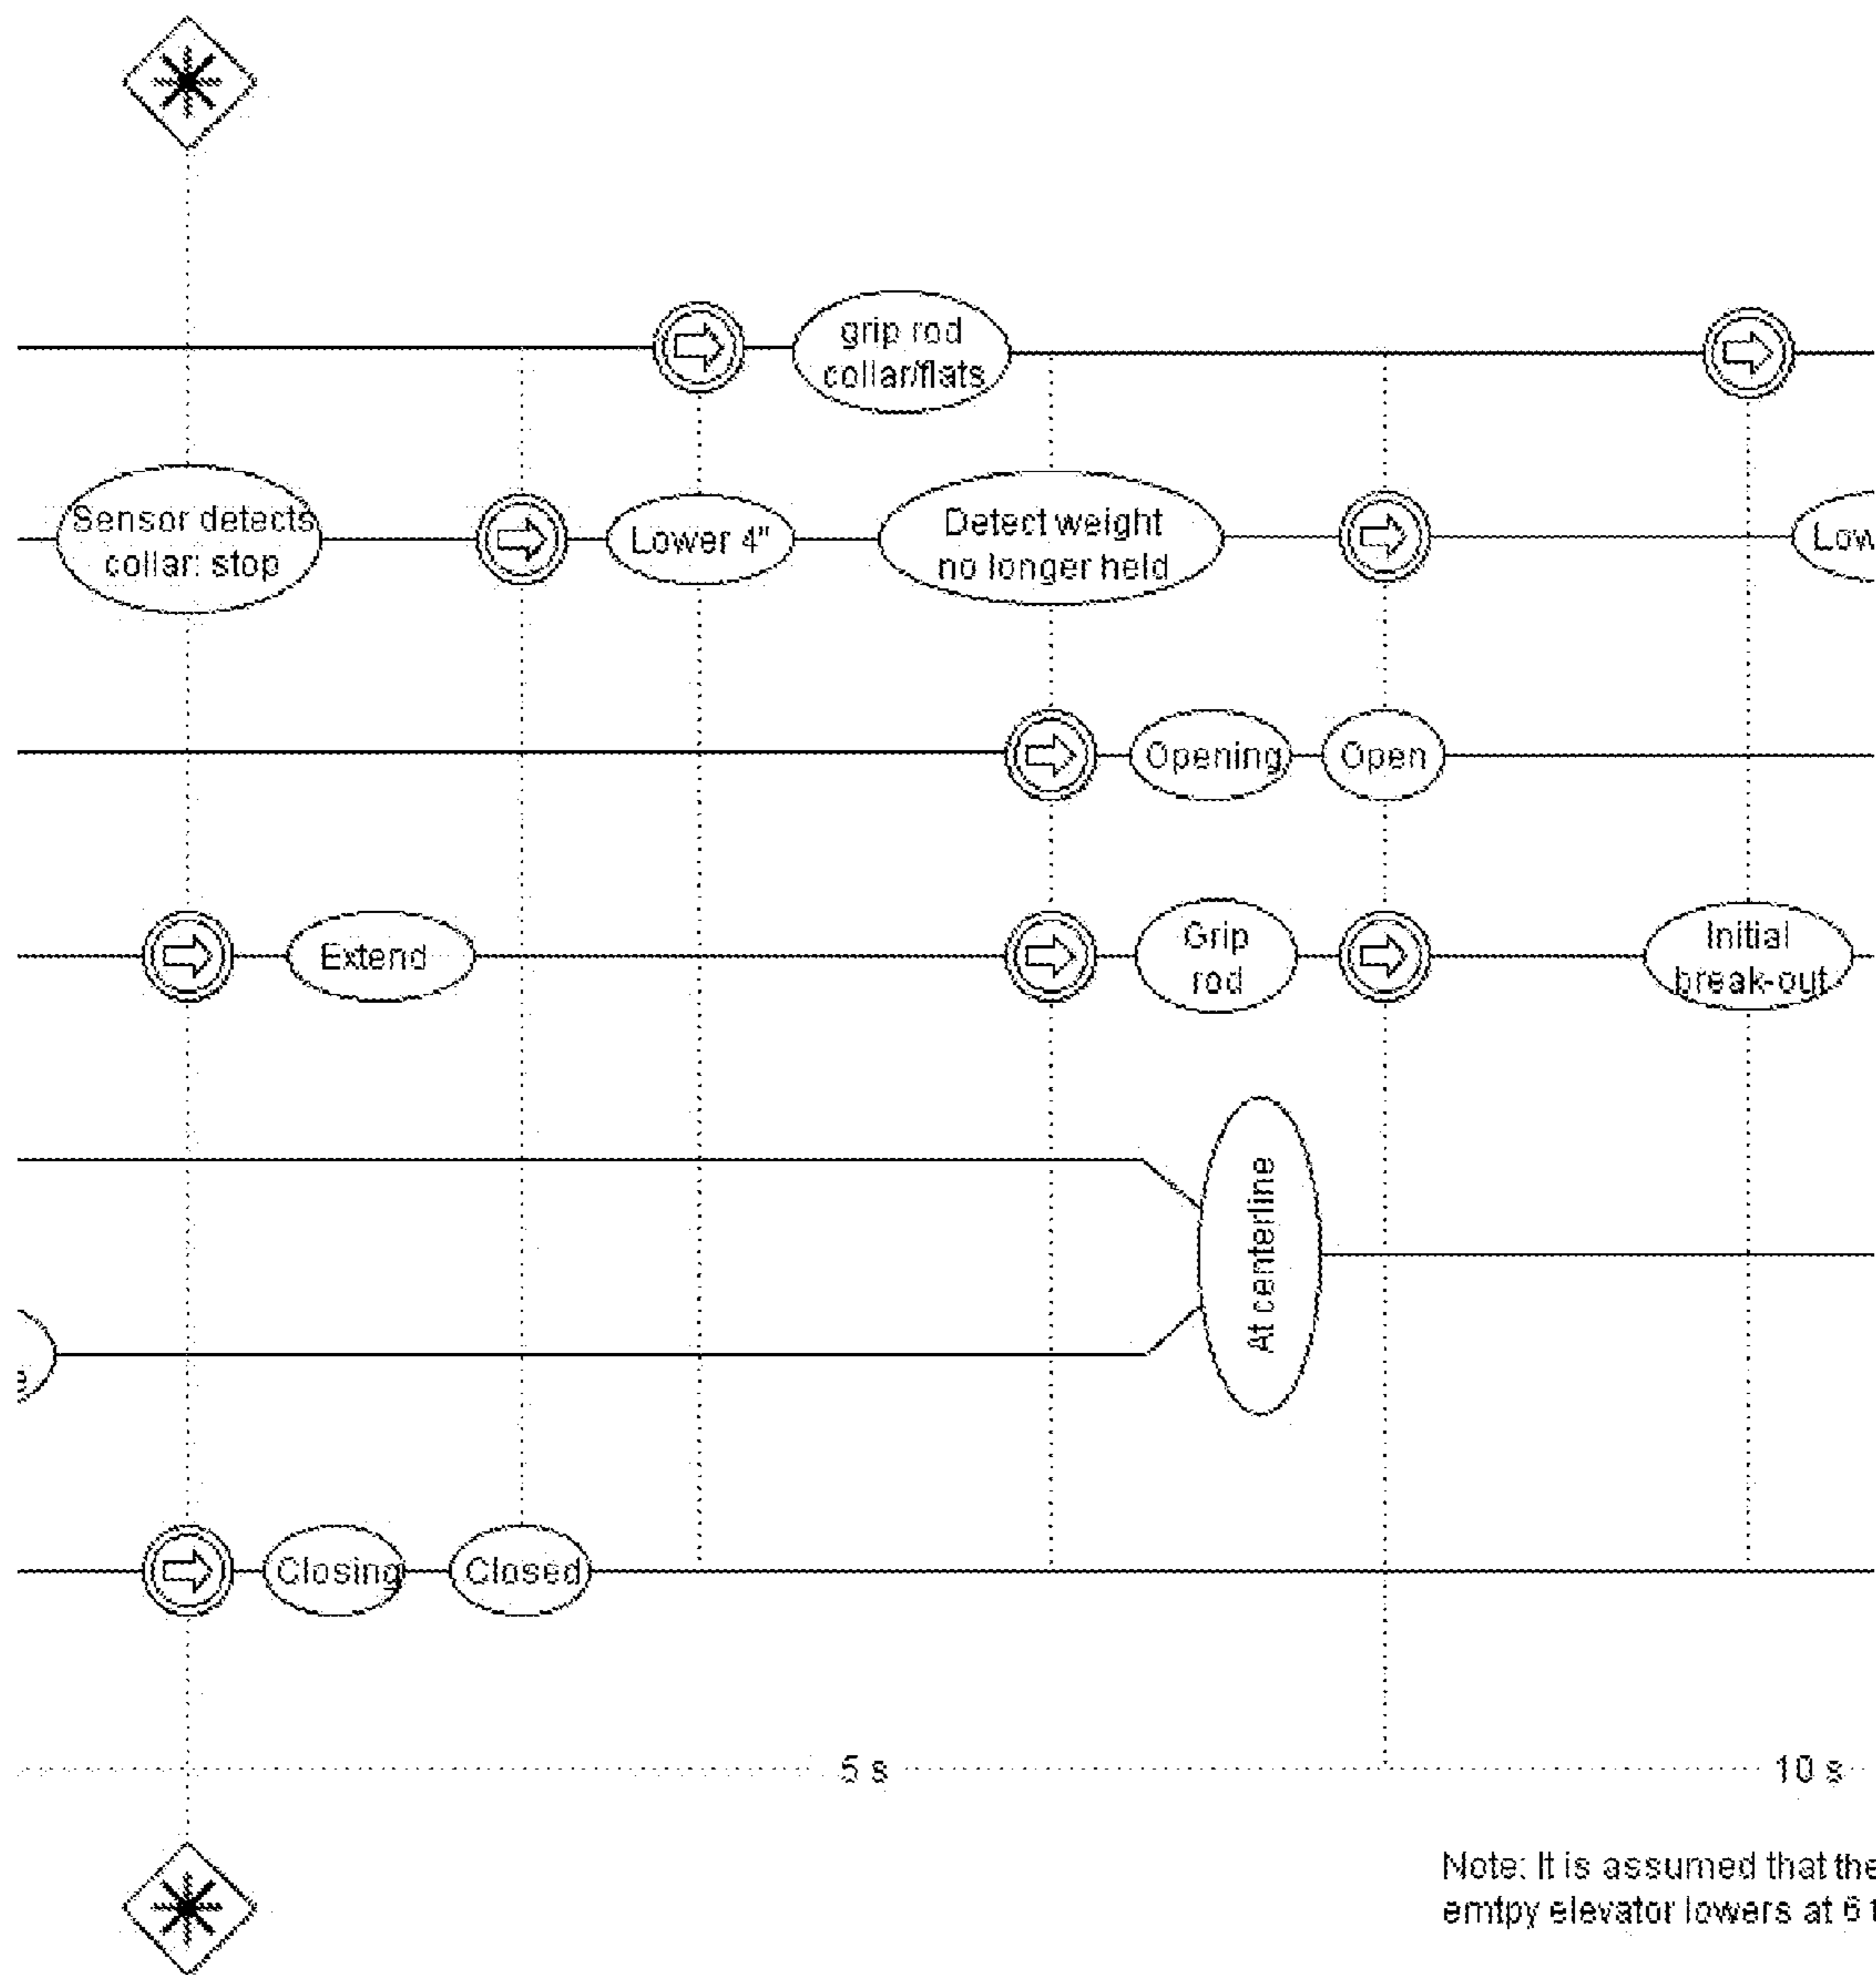 grip rod
collar/flats
Sensor detects
collar: stop
Lower 4"
Detect weight
no longer held
Opening
Open
Extend
Grip
rod
Initial
break-out
At centerline
Closing
Closed
5 s
10 s
Note: It is assumed that the
emtpy elevator lowers at 6